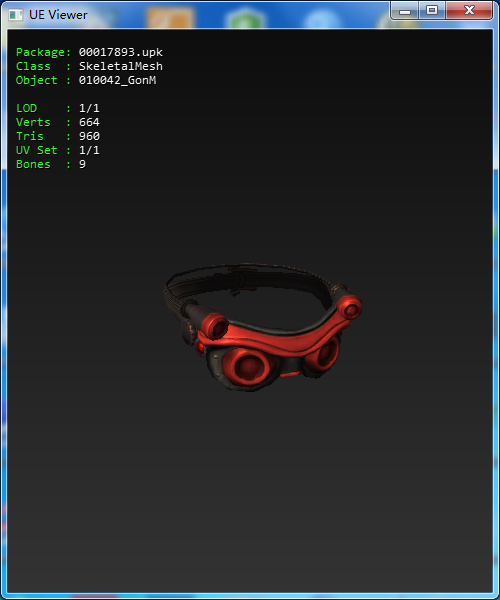 UE Viewer
Package: 00017893.upk
Class : SkeletalMesh
Object : 010042_GonM
LOD : 1/1
Verts : 664
Tris : 960
UV Set : 1/1
Bones : 9